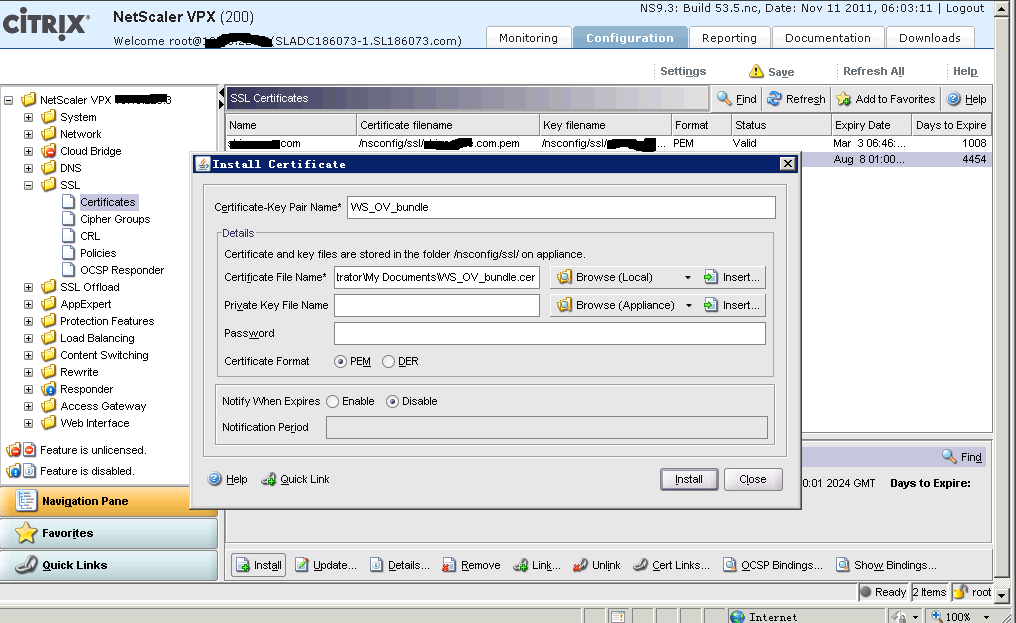 CITRIX
NetScaler VPX (200)
Welcome root@1 (SLADC186073-1.SL186073.com)
NS9.3: Build 53.5.nc, Date: Nov 11 2011, 06:03:11 | Logout
Monitoring Configuration Reporting Documentation Downloads
Settings Save Refresh All Help
NetScaler VPX
System
Network
Cloud Bridge
DNS
SSL
Certificates
Cipher Groups
CRL
Policies
OCSP Responder
SSL Offload
AppExpert
Protection Features
Load Balancing
Content Switching
Rewrite
Responder
Access Gateway
Web Interface
Feature is unlicensed.
Feature is disabled.
Navigation Pane
Favorites
Quick Links
SSL Certificates Find Refresh Add to Favorites Help
Name Certificate filename Key filename Format Status Expiry Date Days to Expire
com /nsconfig/ssl/ .com.pem /nsconfig/ssl/ ... PEM Valid Mar 3 06:46:... 1008
Aug 8 01:00... 4454
Install Certificate
Certificate-Key Pair Name* WS_OV_bundle
Details
Certificate and key files are stored in the folder /nsconfig/ssl/ on appliance.
Certificate File Name* trator\My Documents\WS_OV_bundle.cer Browse (Local) Insert...
Private Key File Name Browse (Appliance) Insert...
Password
Certificate Format PEM DER
Notify When Expires Enable Disable
Notification Period
Help Quick Link Install Close
Find
0:01 2024 GMT Days to Expire:
Install Update... Details... Remove Link... Unlink Cert Links... OCSP Bindings... Show Bindings...
Ready 2 Items root
Internet 100%